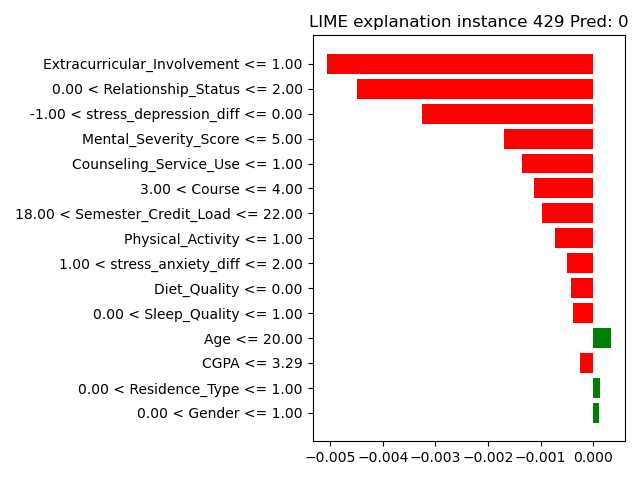 LIME explanation instance 429 Pred: 0
Extracurricular_Involvement <= 1.00
0.00 < Relationship_Status <= 2.00
-1.00 < stress_depression_diff <= 0.00
Mental_Severity_Score <= 5.00
Counseling_Service_Use <= 1.00
3.00 < Course <= 4.00
18.00 < Semester_Credit_Load <= 22.00
Physical_Activity <= 1.00
1.00 < stress_anxiety_diff <= 2.00
Diet_Quality <= 0.00
0.00 < Sleep_Quality <= 1.00
Age <= 20.00
CGPA <= 3.29
0.00 < Residence_Type <= 1.00
0.00 < Gender <= 1.00
−0.005 −0.004 −0.003 −0.002 −0.001 0.000